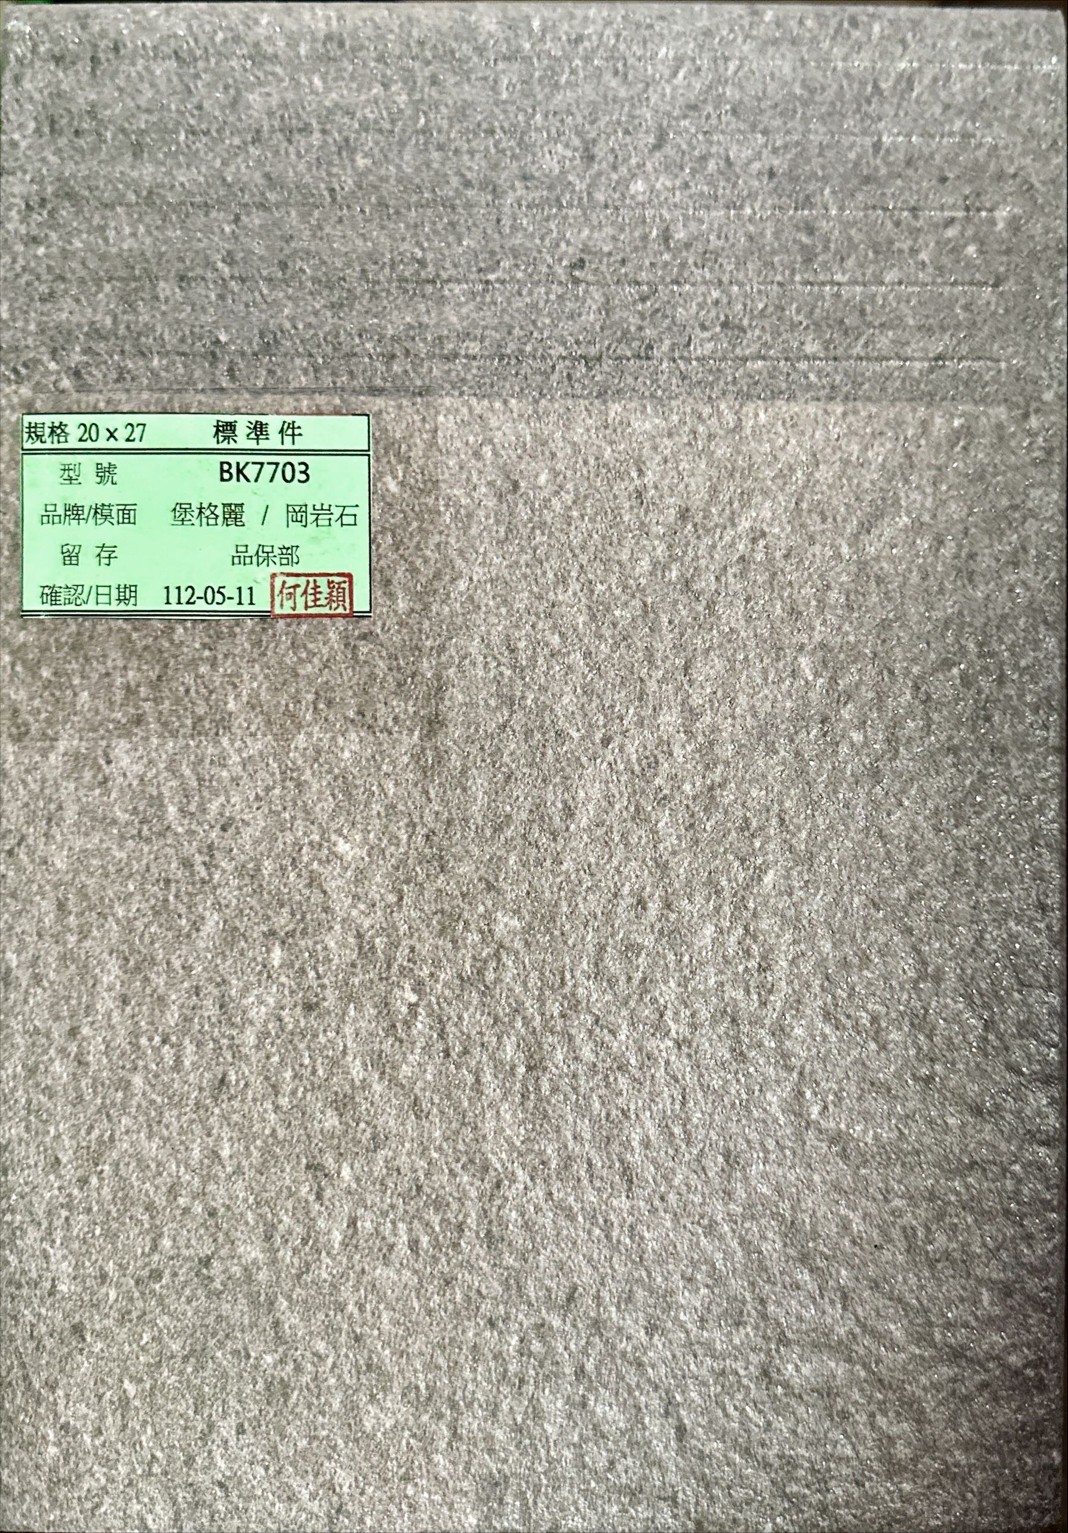 規格 20 x 27 標 準 件
型 號 BK7703
品牌/模面 堡格麗 / 岡岩石
留 存 品保部
確認/日期 112-05-11 何佳穎